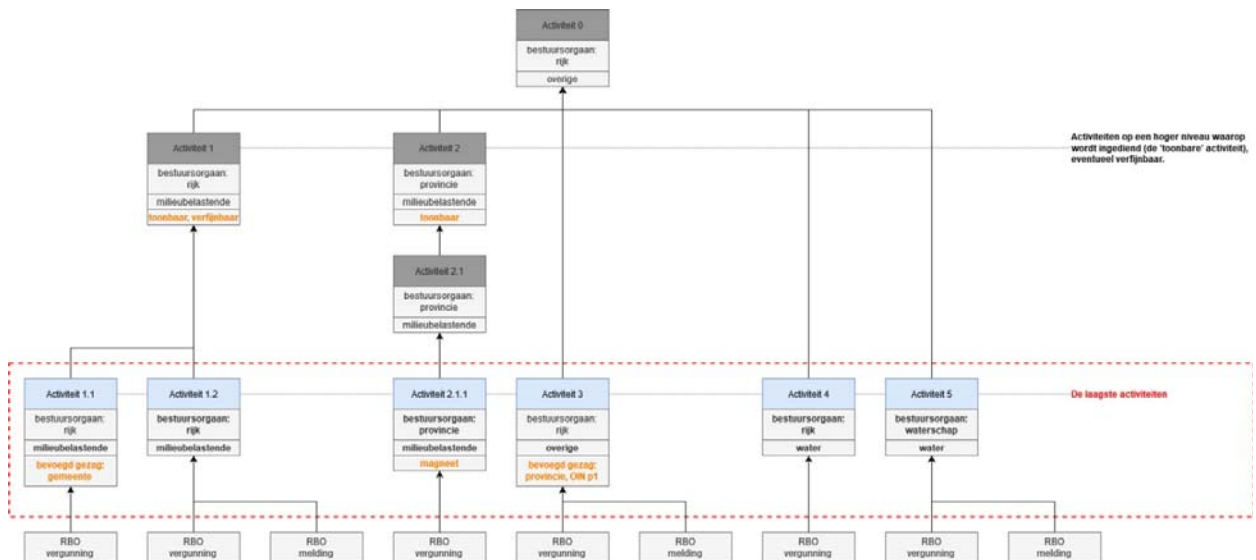 Activiteit 0
bestuursorgaan:
rijk
overige
Activiteit 1
bestuursorgaan:
rijk
milieubelastende
toonbaar, verfijnbaar
Activiteit 2
bestuursorgaan:
provincie
milieubelastende
toonbaar
Activiteiten op een hoger niveau waarop
wordt ingediend (de 'toonbare' activiteit),
eventueel verfijnbaar.
Activiteit 2.1
bestuursorgaan:
provincie
milieubelastende
Activiteit 1.1
bestuursorgaan:
rijk
milieubelastende
bevoegd gezag:
gemeente
Activiteit 1.2
bestuursorgaan:
rijk
milieubelastende
Activiteit 2.1.1
bestuursorgaan:
provincie
milieubelastende
magneet
Activiteit 3
bestuursorgaan:
rijk
overige
bevoegd gezag:
provincie, OIN p1
Activiteit 4
bestuursorgaan:
rijk
water
Activiteit 5
bestuursorgaan:
waterschap
water
De laagste activiteiten
RBO
vergunning
RBO
vergunning
RBO
melding
RBO
vergunning
RBO
vergunning
RBO
melding
RBO
vergunning
RBO
vergunning
RBO
melding